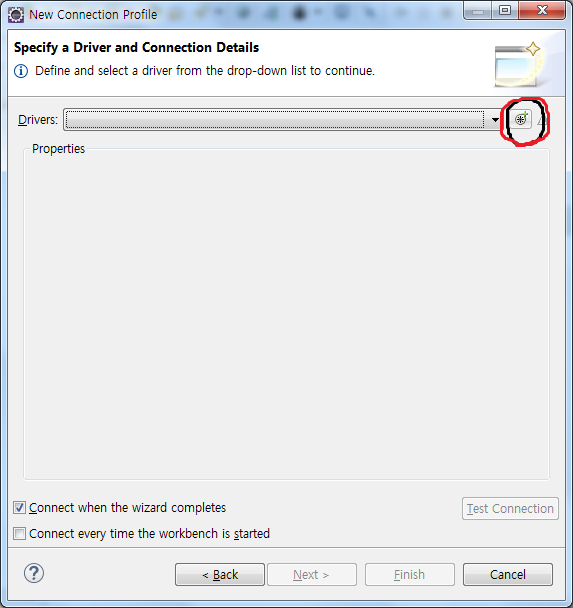 New Connection Profile
Specify a Driver and Connection Details
Define and select a driver from the drop-down list to continue.
Drivers:
Properties
Connect when the wizard completes
Test Connection
Connect every time the workbench is started
< Back
Next >
Finish
Cancel